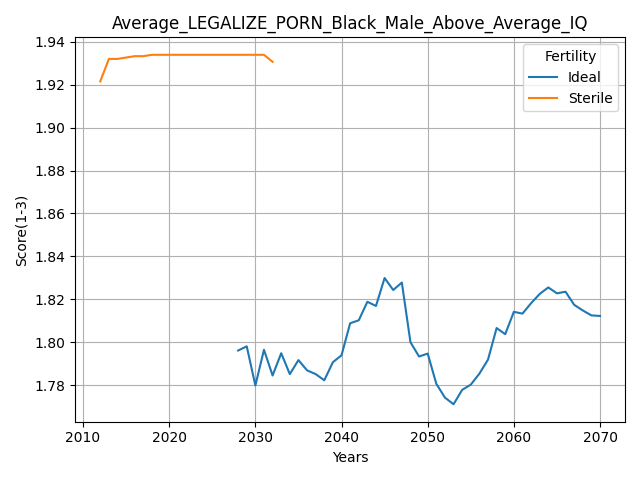 Average_LEGALIZE_PORN_Black_Male_Above_Average_IQ
1.94
1.92
1.90
1.88
1.86
1.84
1.82
1.80
1.78
Score(1-3)
Fertility
Ideal
Sterile
2010 2020 2030 2040 2050 2060 2070
Years